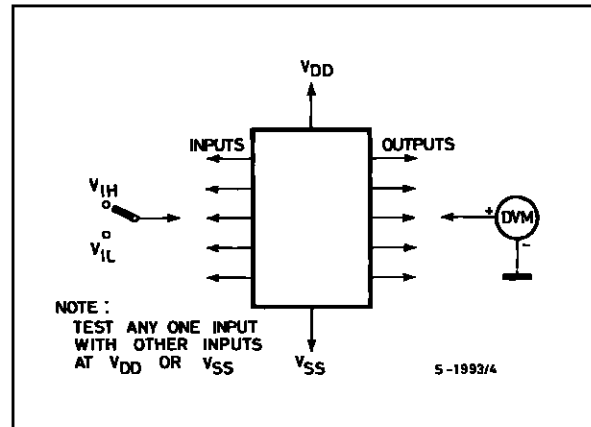 VDD
INPUTS
OUTPUTS
VIH
VIL
+
DVM
-
NOTE :
TEST ANY ONE INPUT
WITH OTHER INPUTS
AT VDD OR VSS
VSS
S-1993/4